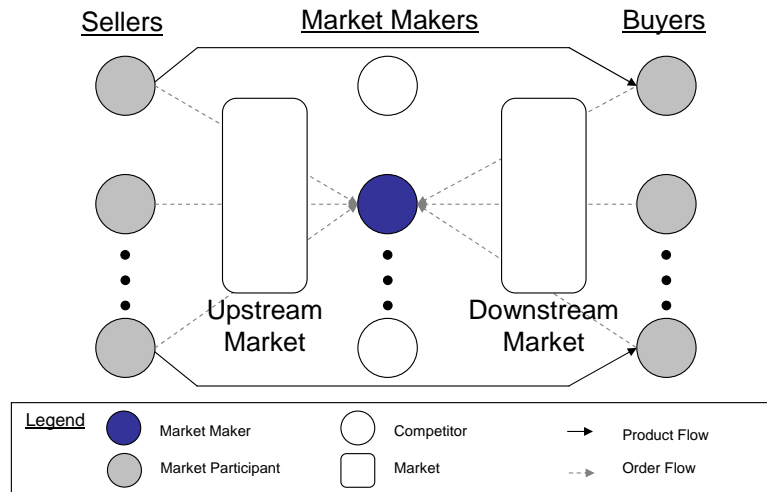 Sellers
Market Makers
Buyers
Upstream
Market
Downstream
Market
Legend
Market Maker
Competitor
Product Flow
Market Participant
Market
Order Flow